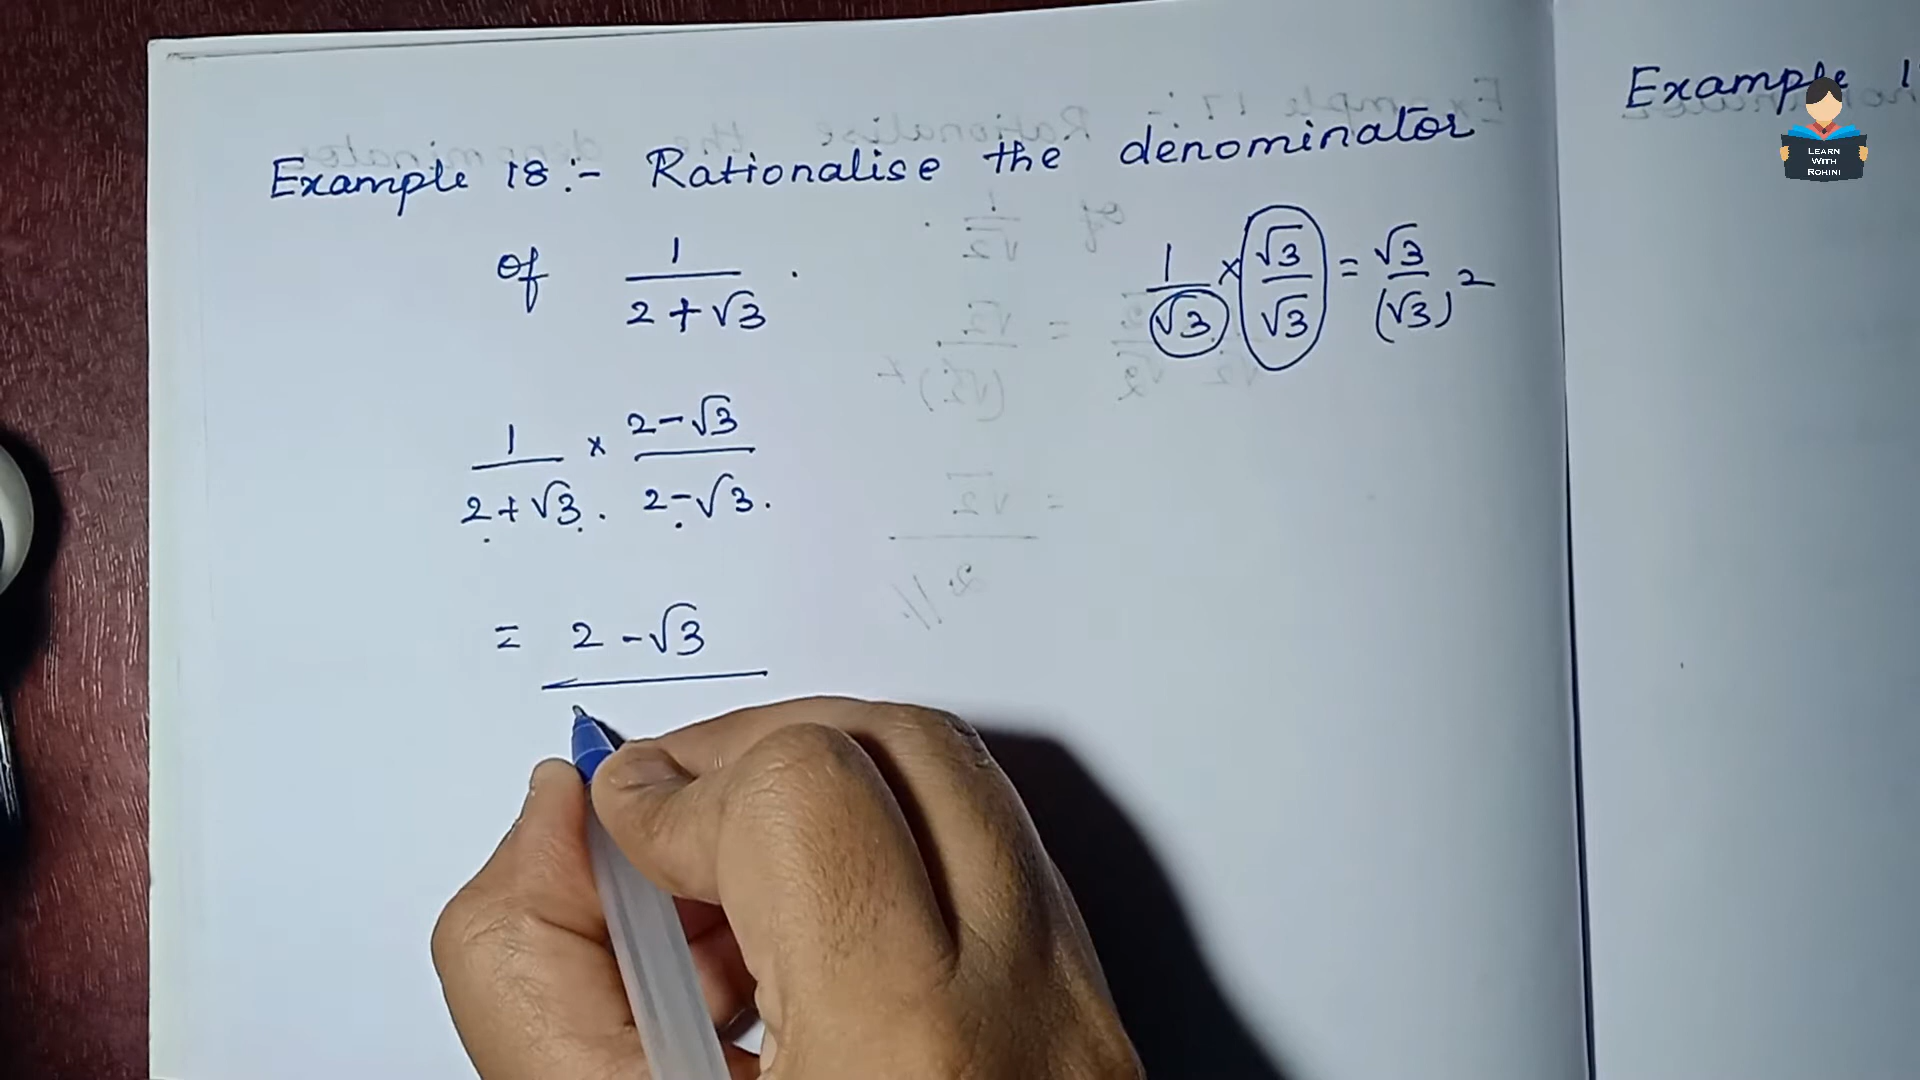 Example 18:- Rationalise the denominator
of 1/(2+√3) .
1/√3 × √3/√3 = √3/(√3)²
1/(2+√3) . × (2-√3)/(2-√3) .
= 2-√3
Example 1
LEARN
WITH
ROHINI